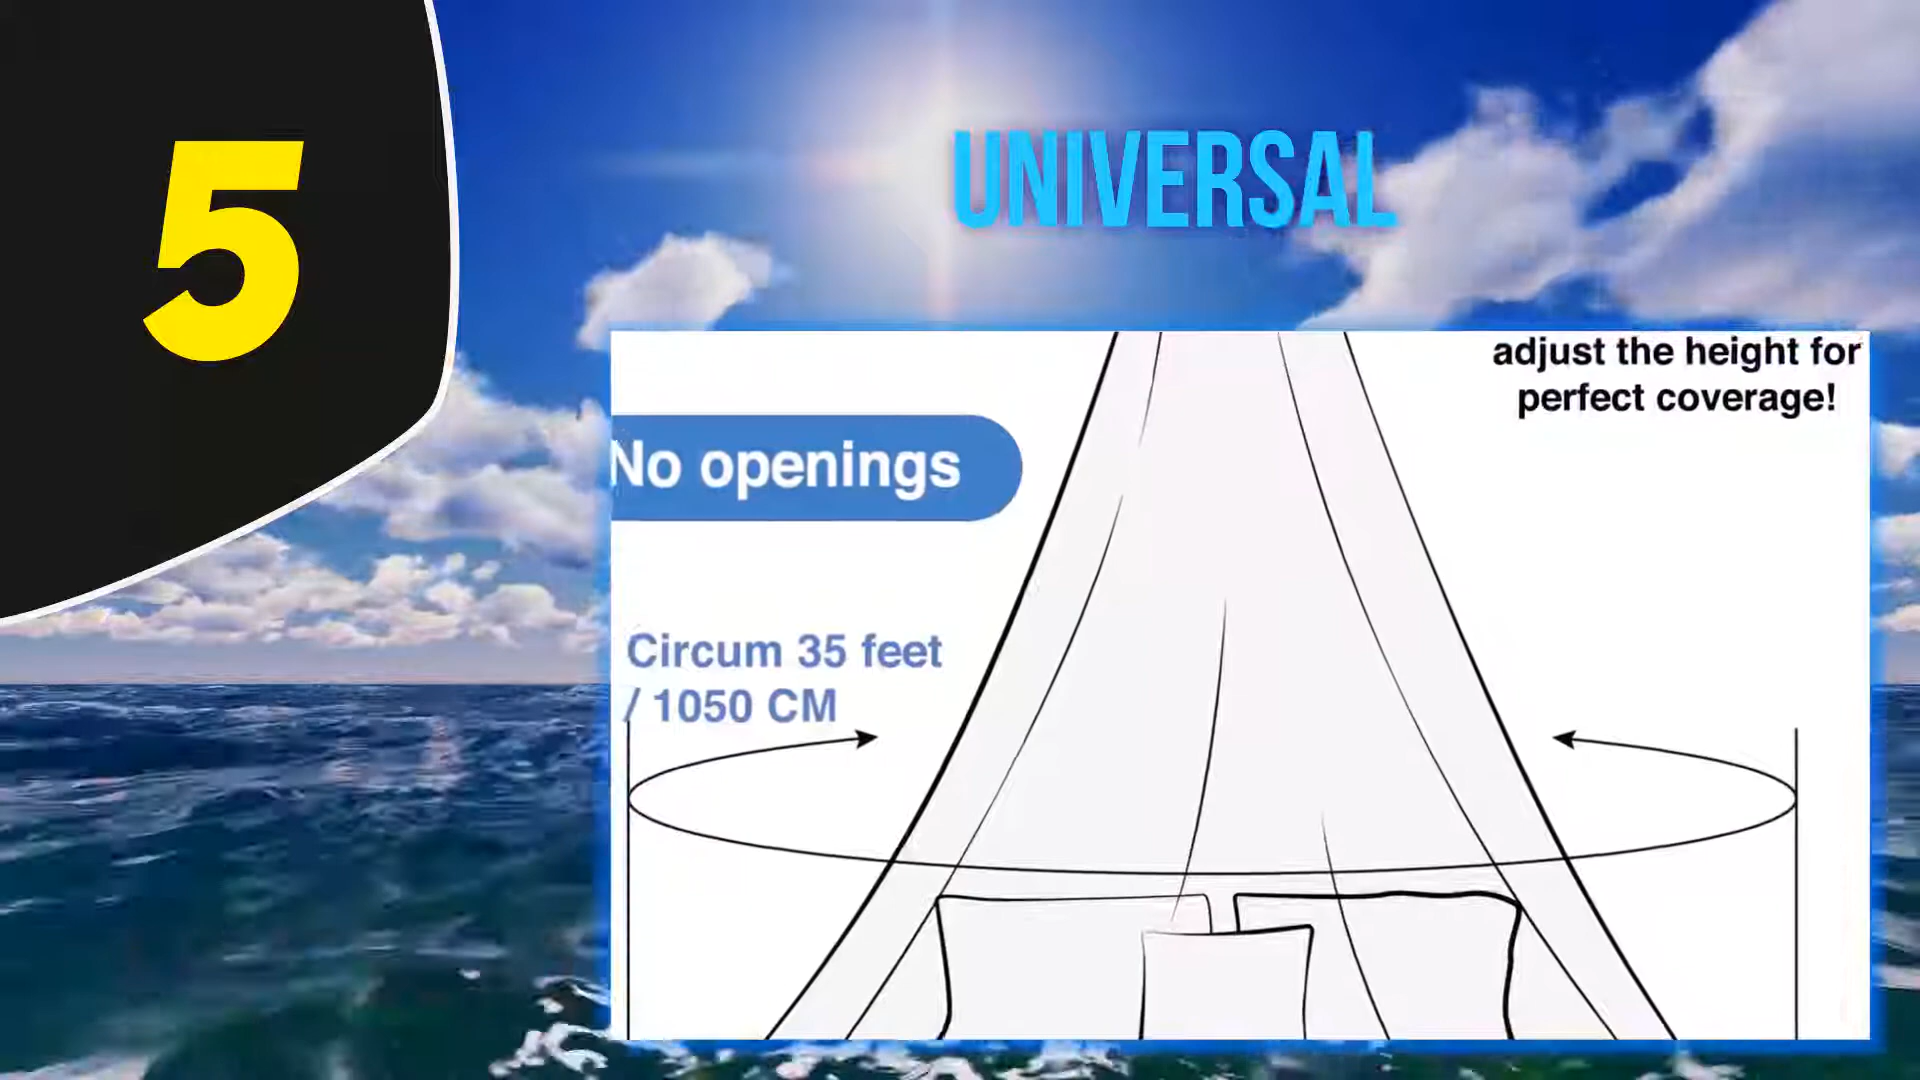 5
UNIVERSAL
adjust the height for
perfect coverage!
No openings
Circum 35 feet
/ 1050 CM